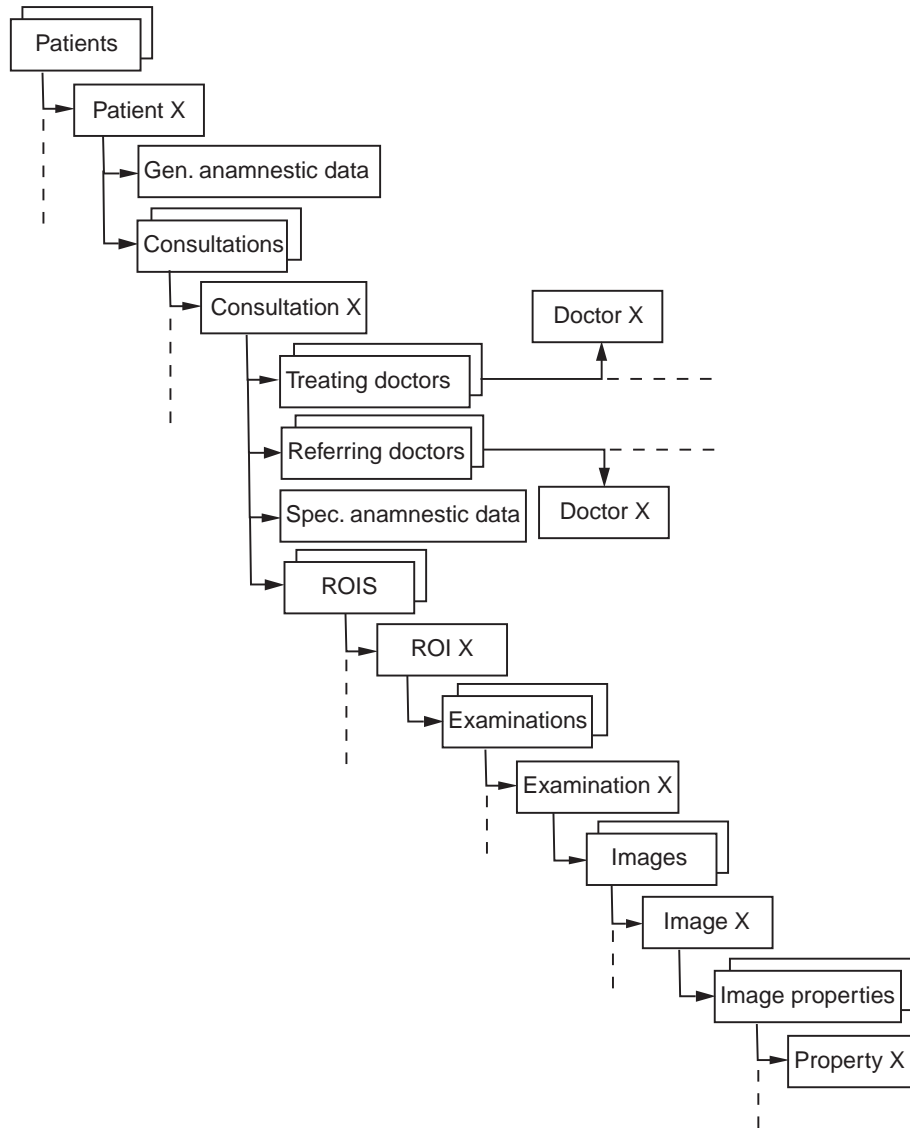 Patients
Patient X
Gen. anamnestic data
Consultations
Consultation X
Doctor X
Treating doctors
Referring doctors
Doctor X
Spec. anamnestic data
ROIS
ROI X
Examinations
Examination X
Images
Image X
Image properties
Property X